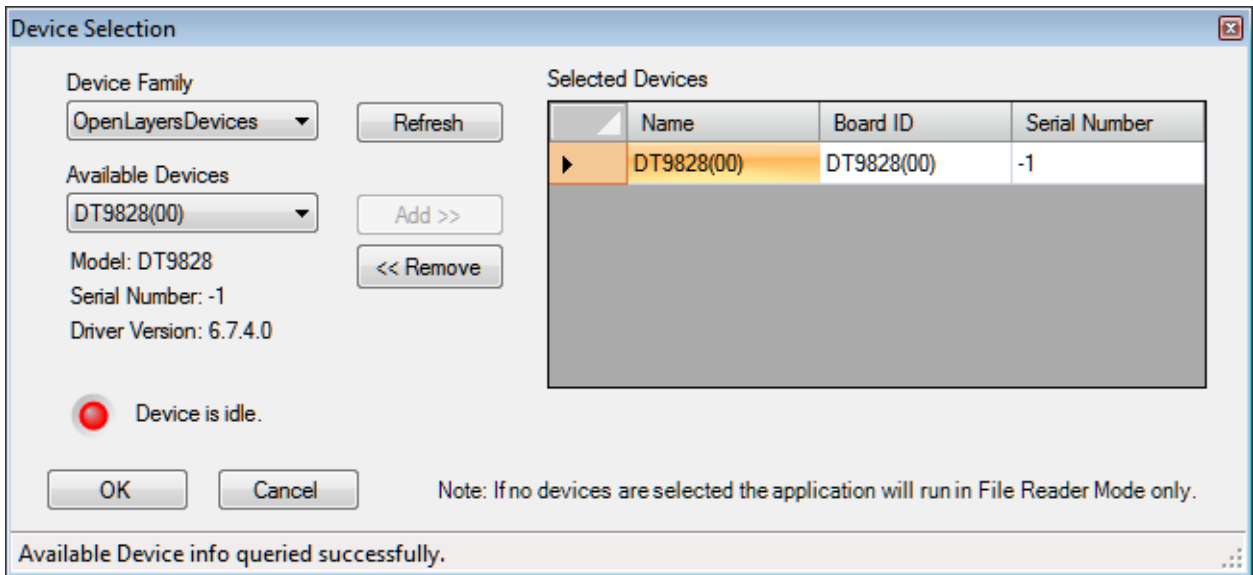 Device Selection
Device Family
OpenLayersDevices
Refresh
Available Devices
DT9828(00)
Add >>
<< Remove
Model: DT9828
Serial Number: -1
Driver Version: 6.7.4.0
Device is idle.
Selected Devices
Name Board ID Serial Number
DT9828(00) DT9828(00) -1
OK Cancel
Note: If no devices are selected the application will run in File Reader Mode only.
Available Device info queried successfully.